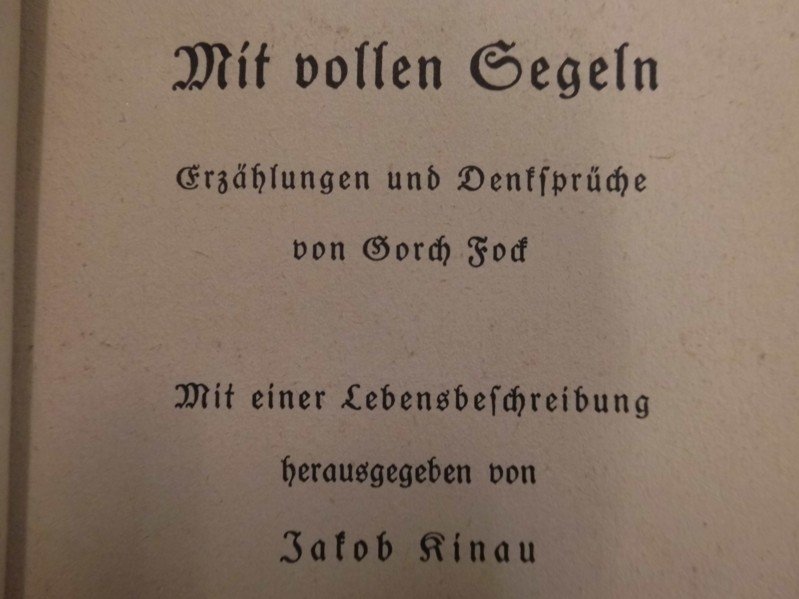 Mit vollen Segeln
Erzählungen und Denkſprüche
von Gorch Fock
Mit einer Lebensbeſchreibung
herausgegeben von
Jakob Kinau